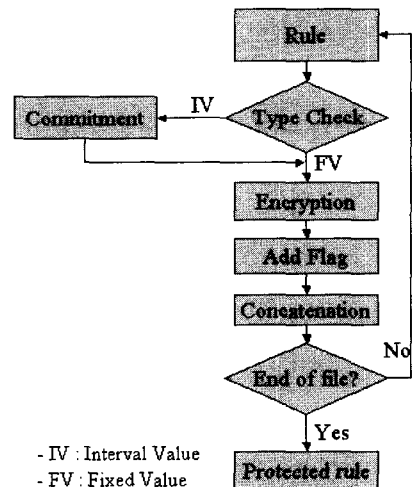 Rule
IV
Commitment
Type Check
FV
Encryption
Add Flag
Concatenation
No
End of file?
Yes
- IV : Interval Value
- FV : Fixed Value
Protected rule